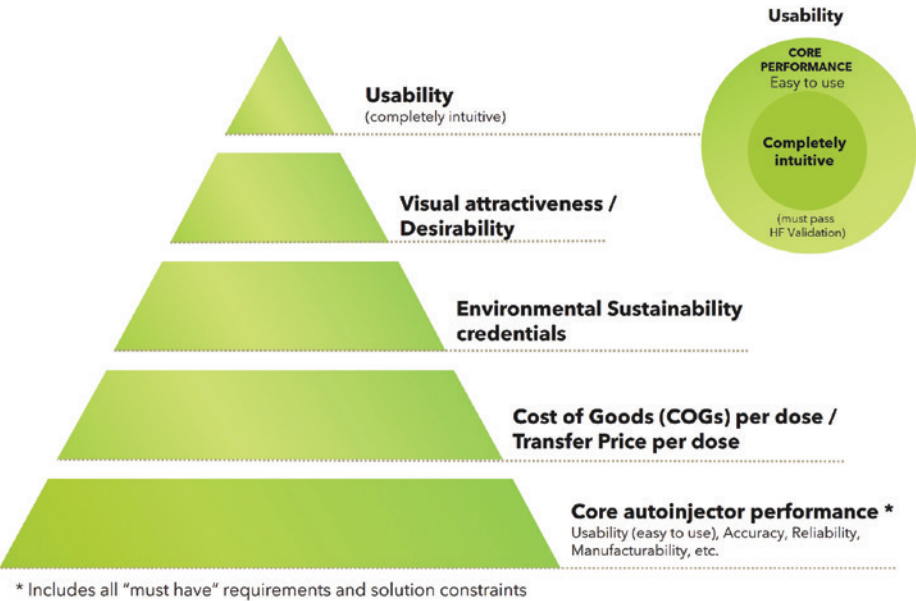 Usability
CORE
PERFORMANCE
Easy to use
Completely
intuitive
(must pass
HF Validation)
Usability
(completely intuitive)
Visual attractiveness /
Desirability
Environmental Sustainability
credentials
Cost of Goods (COGs) per dose /
Transfer Price per dose
Core autoinjector performance *
Usability (easy to use), Accuracy, Reliability,
Manufacturability, etc.
* Includes all “must have” requirements and solution constraints